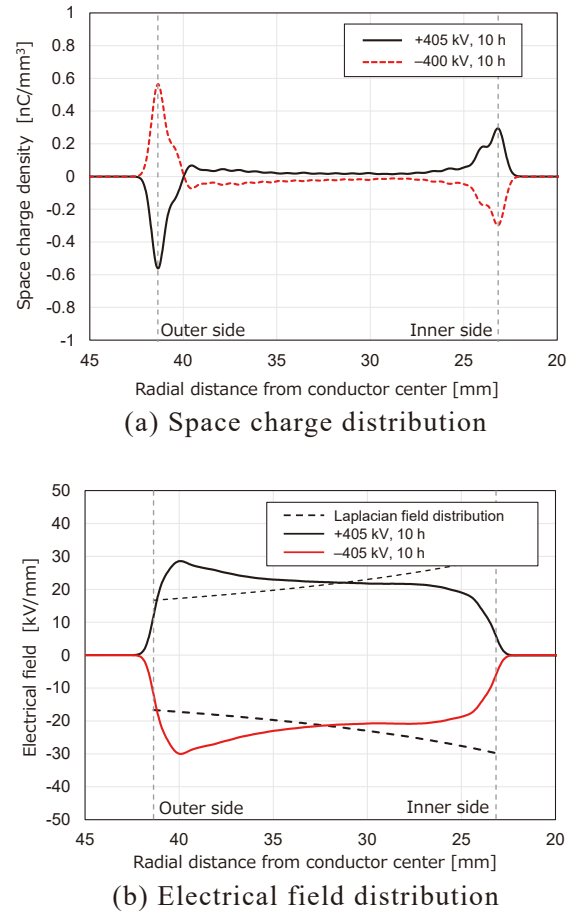 +405 kV, 10 h
–400 kV, 10 h
Space charge density [nC/mm³]
1
0.8
0.6
0.4
0.2
0
-0.2
-0.4
-0.6
-0.8
-1
Outer side
Inner side
45
40
35
30
25
20
Radial distance from conductor center [mm]
(a) Space charge distribution
Laplacian field distribution
+405 kV, 10 h
–405 kV, 10 h
Electrical field [kV/mm]
50
40
30
20
10
0
-10
-20
-30
-40
-50
Outer side
Inner side
45
40
35
30
25
20
Radial distance from conductor center [mm]
(b) Electrical field distribution